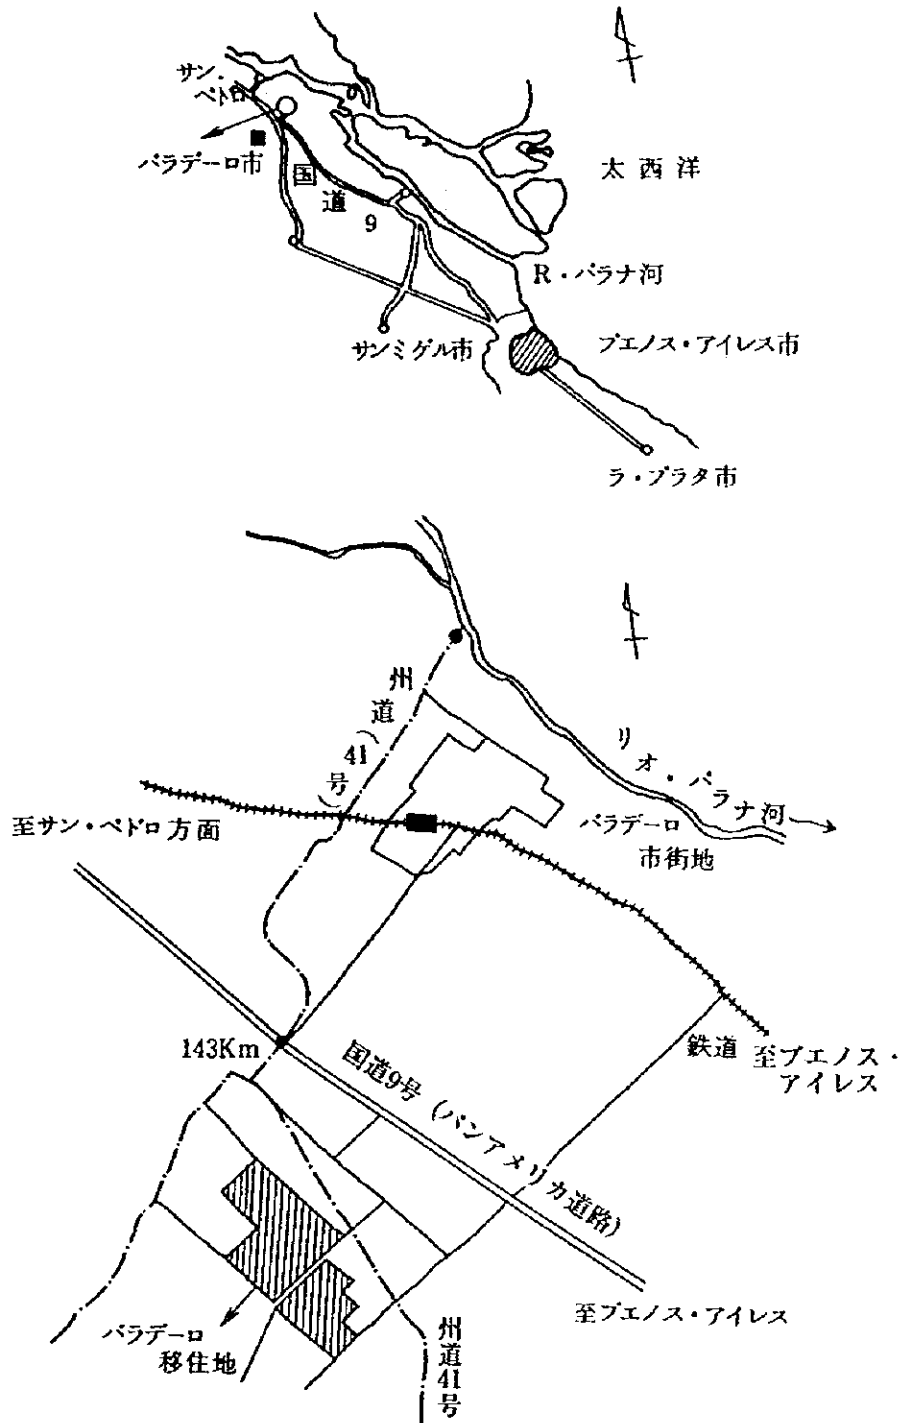 サン・
ペトロ
バラデーロ市
国
道
9
太西洋
R・パラナ河
サンミゲル市
ブエノス・アイレス市
ラ・プラタ市
州
道
(41
号)
リオ・パラナ河
至サン・ペドロ方面
バラデーロ
市街地
143Km
国道9号 (パンアメリカ道路)
鉄道
至ブエノス・
アイレス
至ブエノス・アイレス
バラデーロ
移住地
州
道
41
号